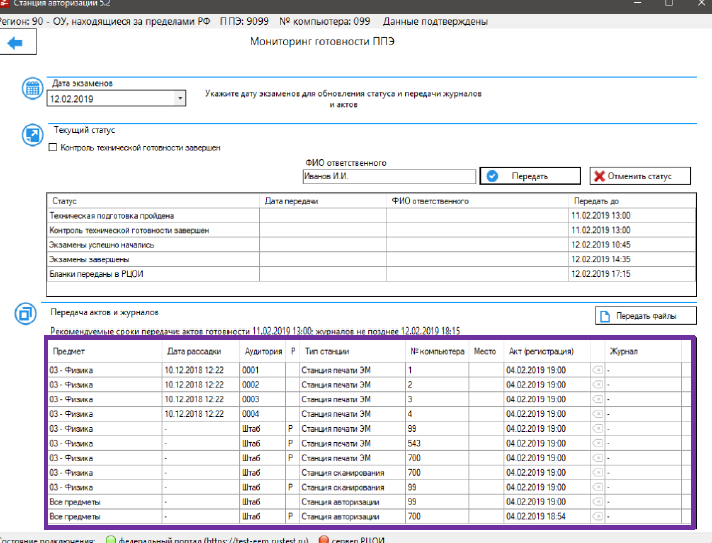 Станция авторизации 5.2
Регион: 90 - ОУ, находящиеся за пределами РФ ППЭ: 9099 № компьютера: 099 Данные подтверждены
Мониторинг готовности ППЭ
Дата экзаменов
12.02.2019
Укажите дату экзаменов для обновления статуса и передачи журналов
и актов
Текущий статус
Контроль технической готовности завершен
ФИО ответственного
Иванов И.И. Передать Отменить статус
Статус Дата передачи ФИО ответственного Передать до
Техническая подготовка пройдена 11.02.2019 13:00
Контроль технической готовности завершен 11.02.2019 13:00
Экзамены успешно начались 12.02.2019 10:45
Экзамены завершены 12.02.2019 14:35
Бланки переданы в РЦОИ 12.02.2019 17:15
Передача актов и журналов Передать файлы
Рекомендуемые сроки передачи: актов готовности 11.02.2019 13:00; журналов не позднее 12.02.2019 18:15
Предмет Дата рассадки Аудитория Р Тип станции № компьютера Место Акт (регистрация) Журнал
03 - Физика 10.12.2018 12:22 0001 Станция печати ЭМ 1 04.02.2019 19:00 -
03 - Физика 10.12.2018 12:22 0002 Станция печати ЭМ 2 04.02.2019 19:00 -
03 - Физика 10.12.2018 12:22 0003 Станция печати ЭМ 3 04.02.2019 19:00 -
03 - Физика 10.12.2018 12:22 0004 Станция печати ЭМ 4 04.02.2019 19:00 -
03 - Физика - Штаб Р Станция печати ЭМ 99 04.02.2019 19:00 -
03 - Физика - Штаб Р Станция печати ЭМ 543 04.02.2019 19:00 -
03 - Физика - Штаб Р Станция печати ЭМ 700 04.02.2019 19:00 -
03 - Физика - Штаб Станция сканирования 700 04.02.2019 19:00 -
03 - Физика - Штаб Р Станция сканирования 99 04.02.2019 19:00 -
Все предметы - Штаб Станция авторизации 99 04.02.2019 19:00 -
Все предметы - Штаб Р Станция авторизации 700 04.02.2019 18:54 -
Состояние подключения: федеральный портал (https://test-eem.rustest.ru) сервер РЦОИ